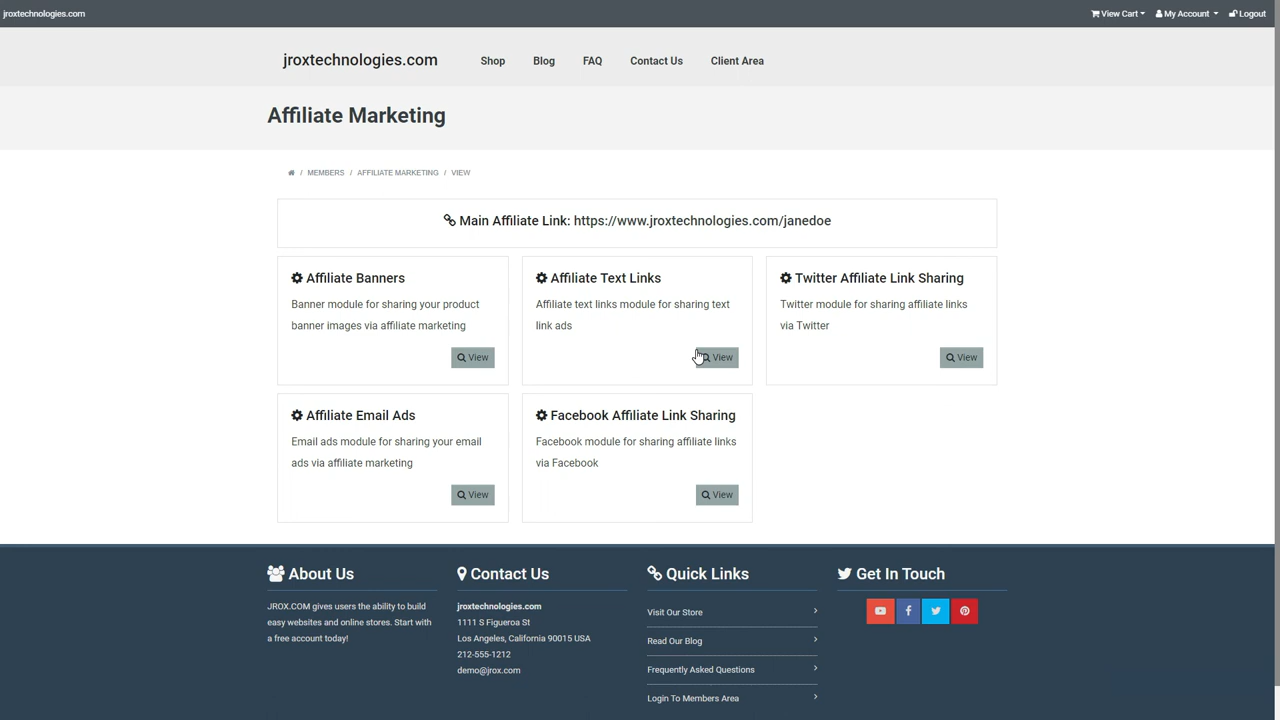 jroxtechnologies.com
View Cart
My Account
Logout
jroxtechnologies.com
Shop
Blog
FAQ
Contact Us
Client Area
Affiliate Marketing
/ MEMBERS / AFFILIATE MARKETING / VIEW
Main Affiliate Link: https://www.jroxtechnologies.com/janedoe
Affiliate Banners
Banner module for sharing your product
banner images via affiliate marketing
View
Affiliate Text Links
Affiliate text links module for sharing text
link ads
View
Twitter Affiliate Link Sharing
Twitter module for sharing affiliate links
via Twitter
View
Affiliate Email Ads
Email ads module for sharing your email
ads via affiliate marketing
View
Facebook Affiliate Link Sharing
Facebook module for sharing affiliate links
via Facebook
View
About Us
JROX.COM gives users the ability to build
easy websites and online stores. Start with
a free account today!
Contact Us
jroxtechnologies.com
1111 S Figueroa St
Los Angeles, California 90015 USA
212-555-1212
demo@jrox.com
Quick Links
Visit Our Store
Read Our Blog
Frequently Asked Questions
Login To Members Area
Get In Touch